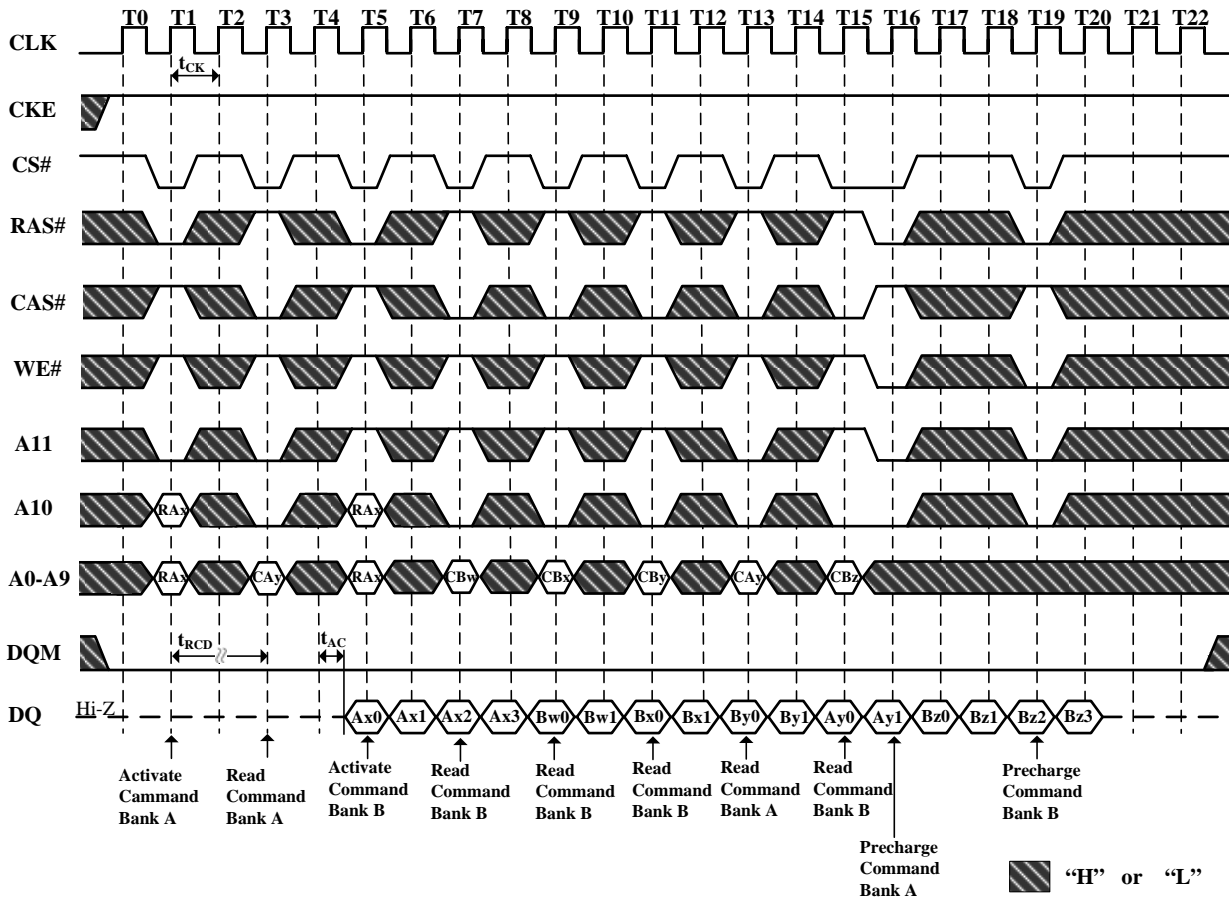 T0 T1 T2 T3 T4 T5 T6 T7 T8 T9 T10 T11 T12 T13 T14 T15 T16 T17 T18 T19 T20 T21 T22
CLK
tCK
CKE
CS#
RAS#
CAS#
WE#
A11
A10 RAx RAx
A0-A9 RAx CAy RAx CBw CBx CBy CAy CBz
tRCD tAC
DQM
DQ Hi-Z Ax0 Ax1 Ax2 Ax3 Bw0 Bw1 Bx0 Bx1 By0 By1 Ay0 Ay1 Bz0 Bz1 Bz2 Bz3
Activate
Cammand
Bank A
Read
Command
Bank A
Activate
Command
Bank B
Read
Command
Bank B
Read
Command
Bank B
Read
Command
Bank B
Read
Command
Bank A
Read
Command
Bank B
Precharge
Command
Bank A
Precharge
Command
Bank B
“H” or “L”